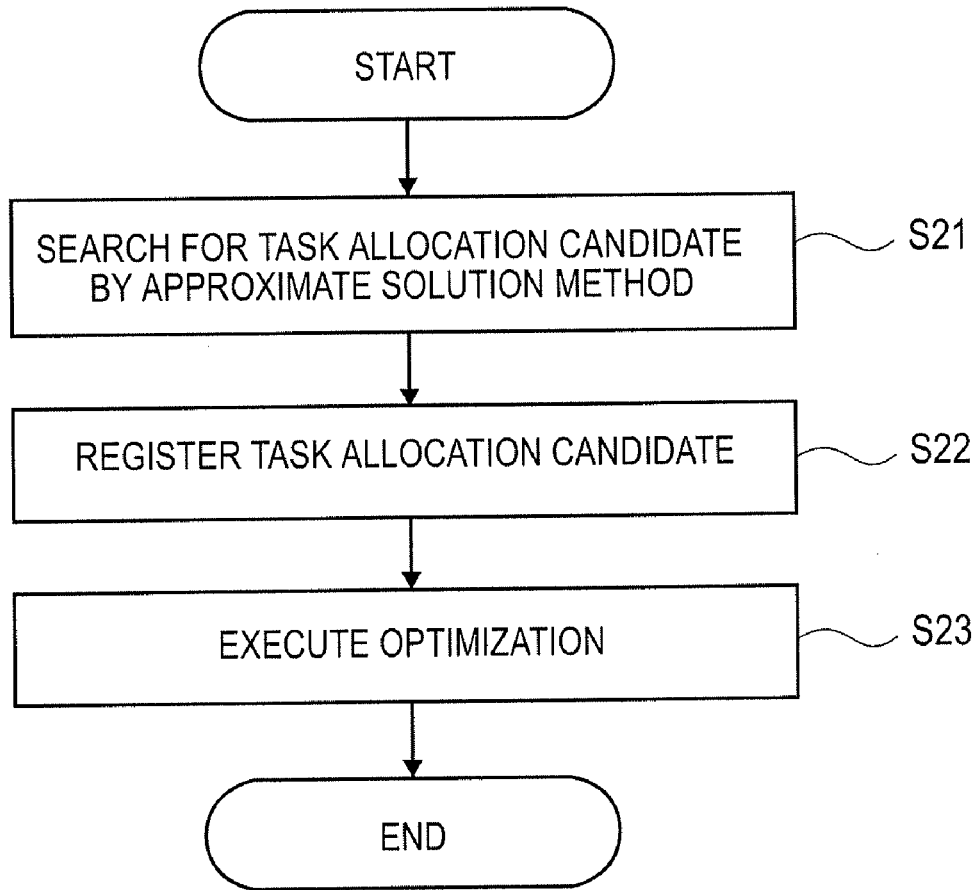 START
SEARCH FOR TASK ALLOCATION CANDIDATE
BY APPROXIMATE SOLUTION METHOD
S21
REGISTER TASK ALLOCATION CANDIDATE
S22
EXECUTE OPTIMIZATION
S23
END